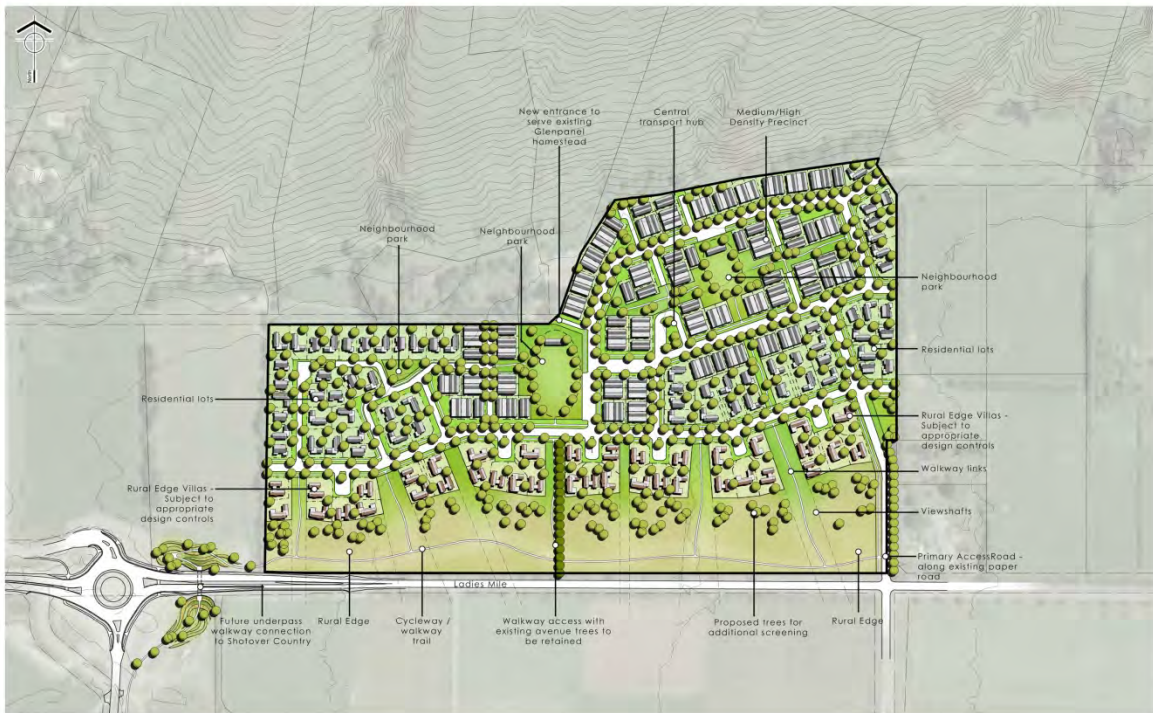 New entrance to
serve existing
Glenpanel
homestead
Central
transport hub
Medium/High
Density Precinct
Neighbourhood
park
Neighbourhood
park
Neighbourhood
park
Residential lots
Residential lots
Rural Edge Villas -
Subject to
appropriate
design controls
Walkway links
Rural Edge Villas -
Subject to
appropriate
design controls
Viewshafts
Primary AccessRoad -
along existing paper
road
Ladies Mile
Future underpass
walkway connection
to Shotover Country
Rural Edge
Cycleway /
walkway
trail
Walkway access with
existing avenue trees to
be retained
Proposed trees for
additional screening
Rural Edge